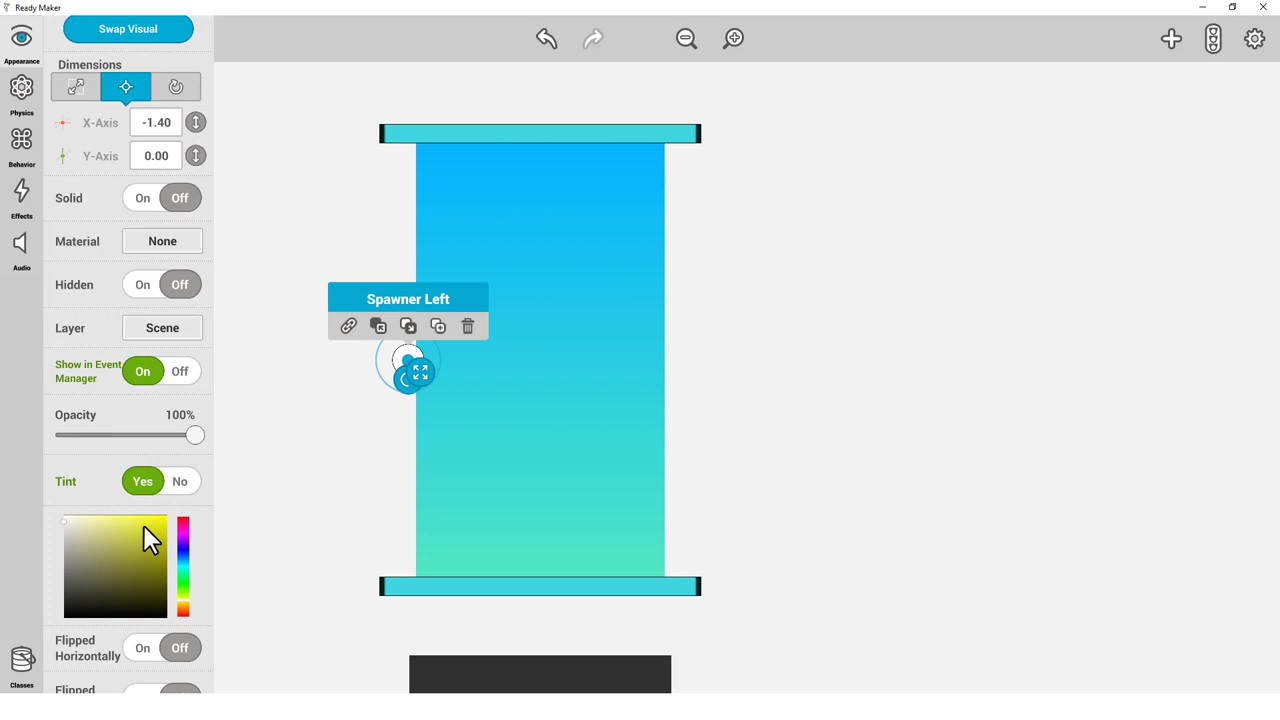 Ready Maker
Swap Visual
Appearance
Dimensions
Physics
X-Axis -1.40
Y-Axis 0.00
Behavior
Solid On Off
Effects
Material None
Audio
Hidden On Off
Spawner Left
Layer Scene
Show in Event
Manager
On Off
Opacity 100%
Tint Yes No
Flipped
Horizontally
On Off
Classes
Flipped